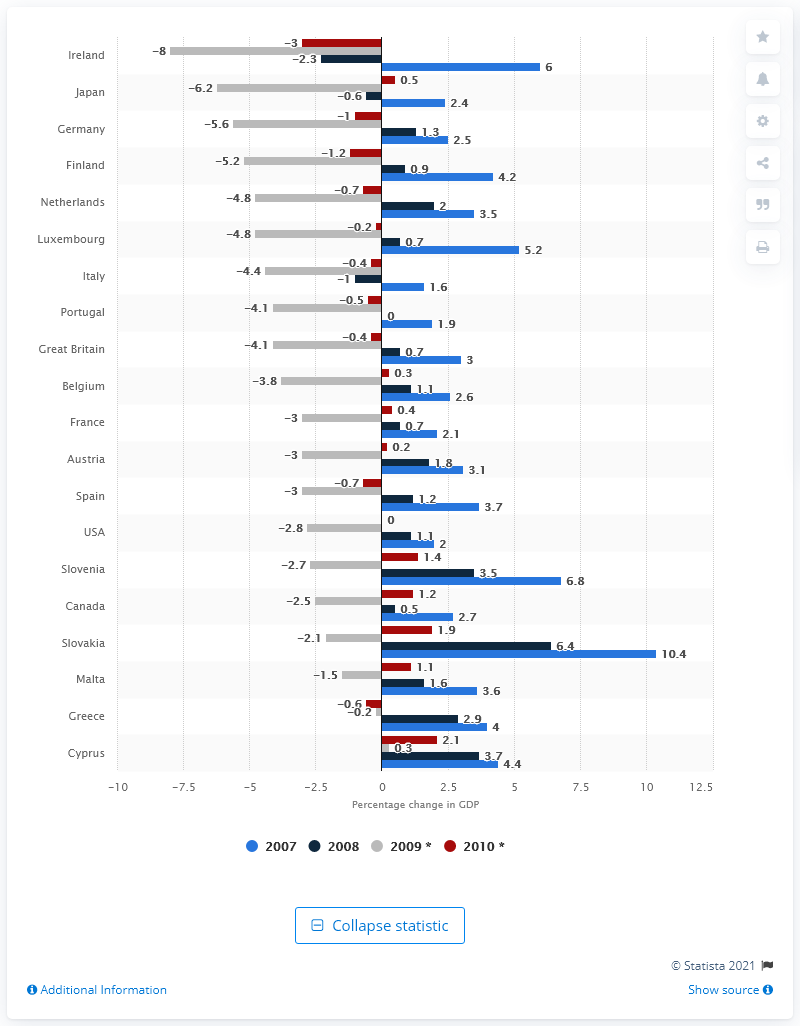 Ireland
−3
−8
−2.3
6
Japan
0.5
−6.2
−0.6
2.4
Germany
−1
−5.6
1.3
2.5
Finland
−1.2
−5.2
0.9
4.2
Netherlands
−0.7
−4.8
2
3.5
Luxembourg
−0.2
−4.8
0.7
5.2
Italy
−0.4
−4.4
−1
1.6
Portugal
−0.5
−4.1
0
1.9
Great Britain
−0.4
−4.1
0.7
3
Belgium
0.3
−3.8
1.1
2.6
France
0.4
−3
0.7
2.1
Austria
0.2
−3
1.8
3.1
Spain
−0.7
−3
1.2
3.7
USA
0
−2.8
1.1
2
Slovenia
1.4
−2.7
3.5
6.8
Canada
1.2
−2.5
0.5
2.7
Slovakia
1.9
−2.1
6.4
10.4
Malta
1.1
−1.5
1.6
3.6
Greece
−0.6
−0.2
2.9
4
Cyprus
2.1
0.3
3.7
4.4
−10 −7.5 −5 −2.5 0 2.5 5 7.5 10 12.5
Percentage change in GDP
2007 2008 2009 * 2010 *
Collapse statistic
© Statista 2021
Additional Information
Show source